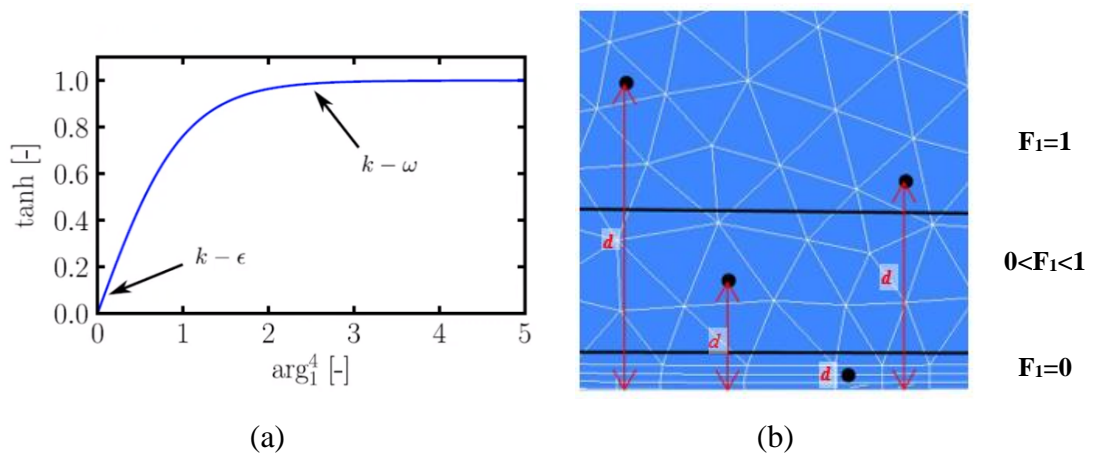 1.0
0.8
0.6
0.4
0.2
0.0
tanh [-]
k − ω
k − ϵ
0 1 2 3 4 5
arg₁⁴ [-]
(a)
d
d
d
d
F₁=1
0<F₁<1
F₁=0
(b)